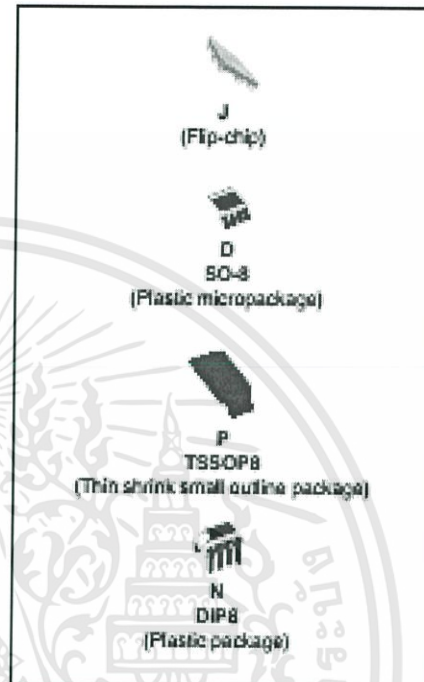 J
(Flip-chip)
D
SO-8
(Plastic micropackage)
P
TSSOP8
(Thin shrink small outline package)
N
DIP8
(Plastic package)